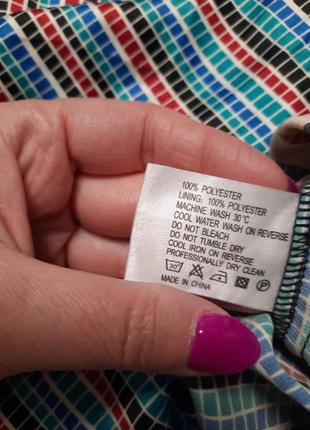 100% POLYESTER
LINING: 100% POLYESTER
MACHINE WASH 30°C
COOL WATER WASH ON REVERSE
DO NOT BLEACH
DO NOT TUMBLE DRY
COOL IRON ON REVERSE
PROFESSIONALLY DRY CLEAN
30° P
MADE IN CHINA